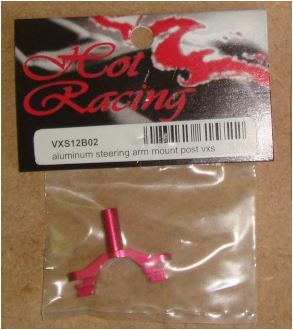 Hot
Racing
VXS12B02
aluminum steering arm mount post vxs